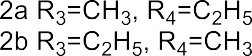 2a R₃=CH₃, R₄=C₂H₅
2b R₃=C₂H₅, R₄=CH₃